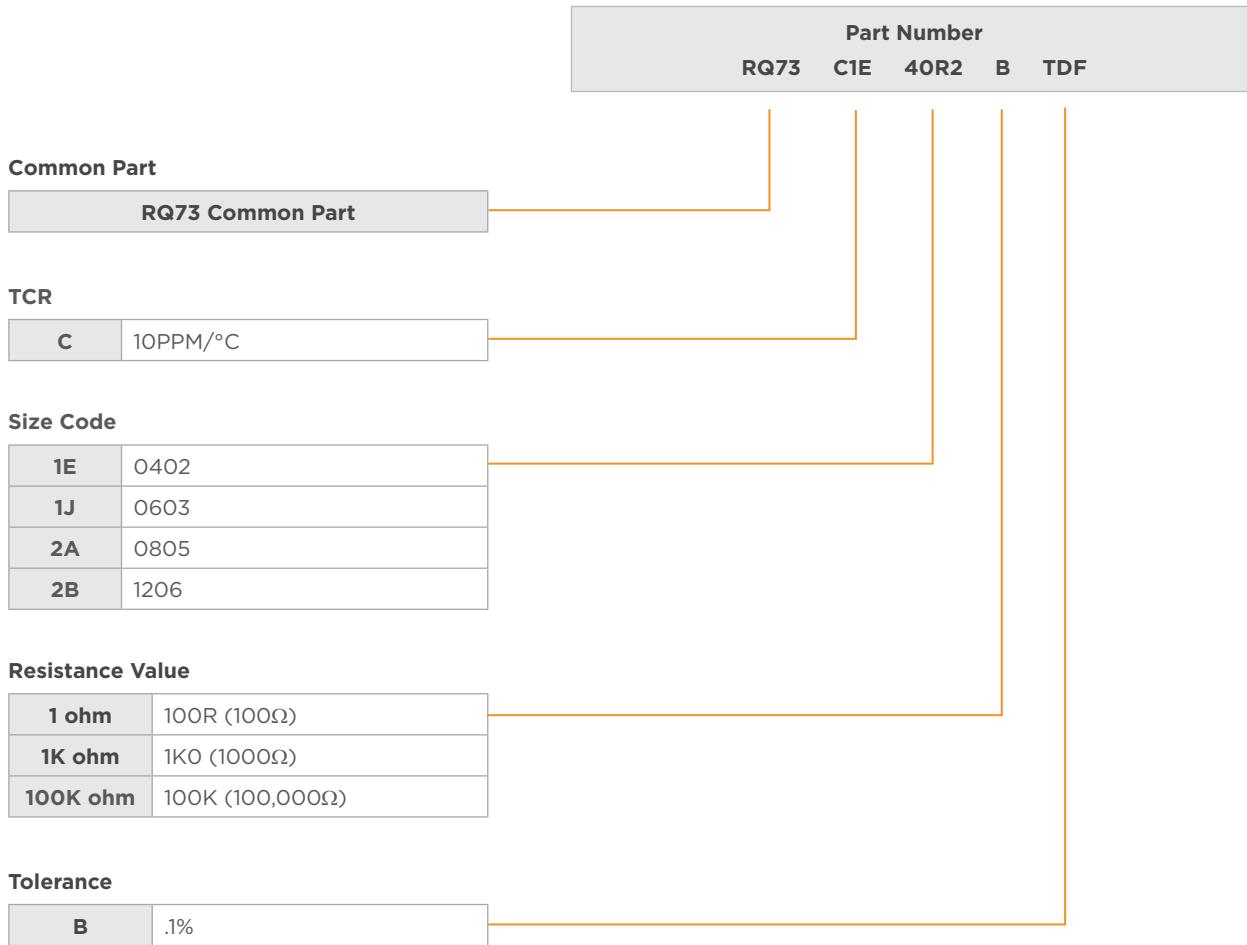 Part Number
RQ73 C1E 40R2 B TDF
Common Part
RQ73 Common Part
TCR
C 10PPM/°C
Size Code
1E 0402
1J 0603
2A 0805
2B 1206
Resistance Value
1 ohm 100R (100Ω)
1K ohm 1K0 (1000Ω)
100K ohm 100K (100,000Ω)
Tolerance
B .1%